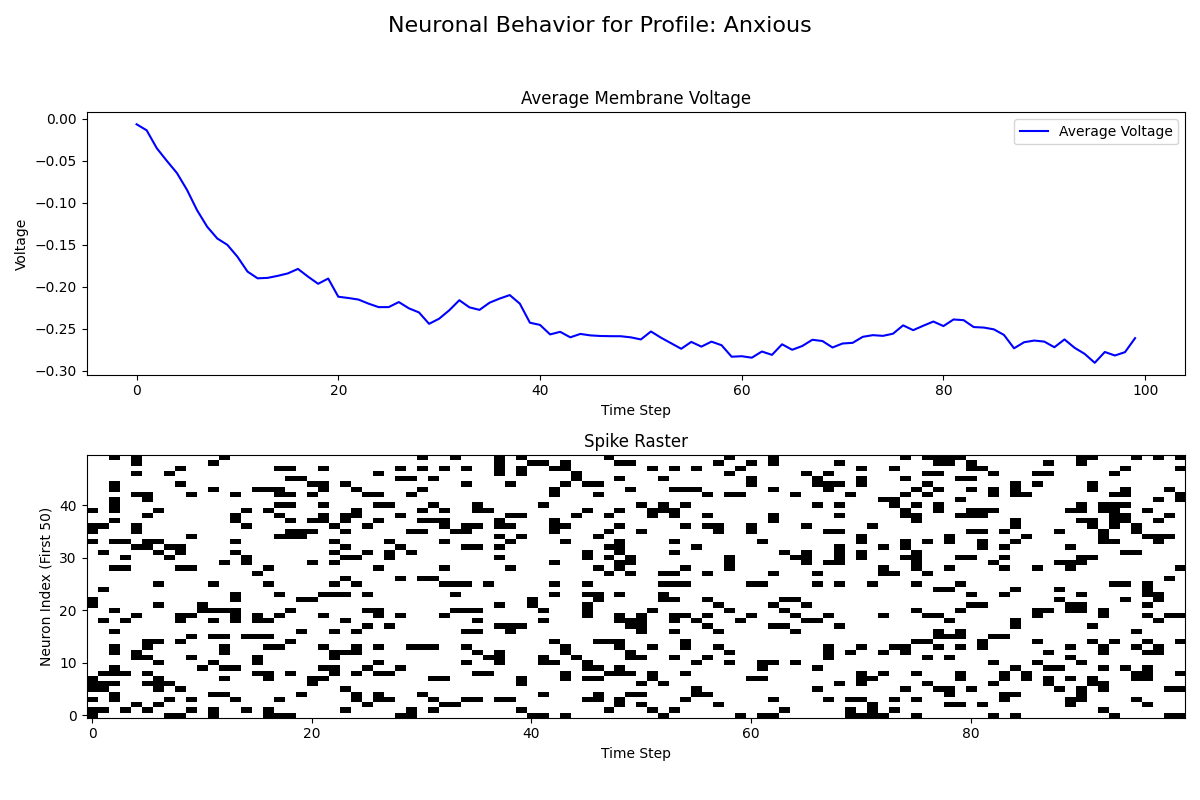 Neuronal Behavior for Profile: Anxious
Average Membrane Voltage
Average Voltage
Voltage
0.00
−0.05
−0.10
−0.15
−0.20
−0.25
−0.30
0 20 40 60 80 100
Time Step
Spike Raster
Neuron Index (First 50)
40
30
20
10
0
0 20 40 60 80
Time Step